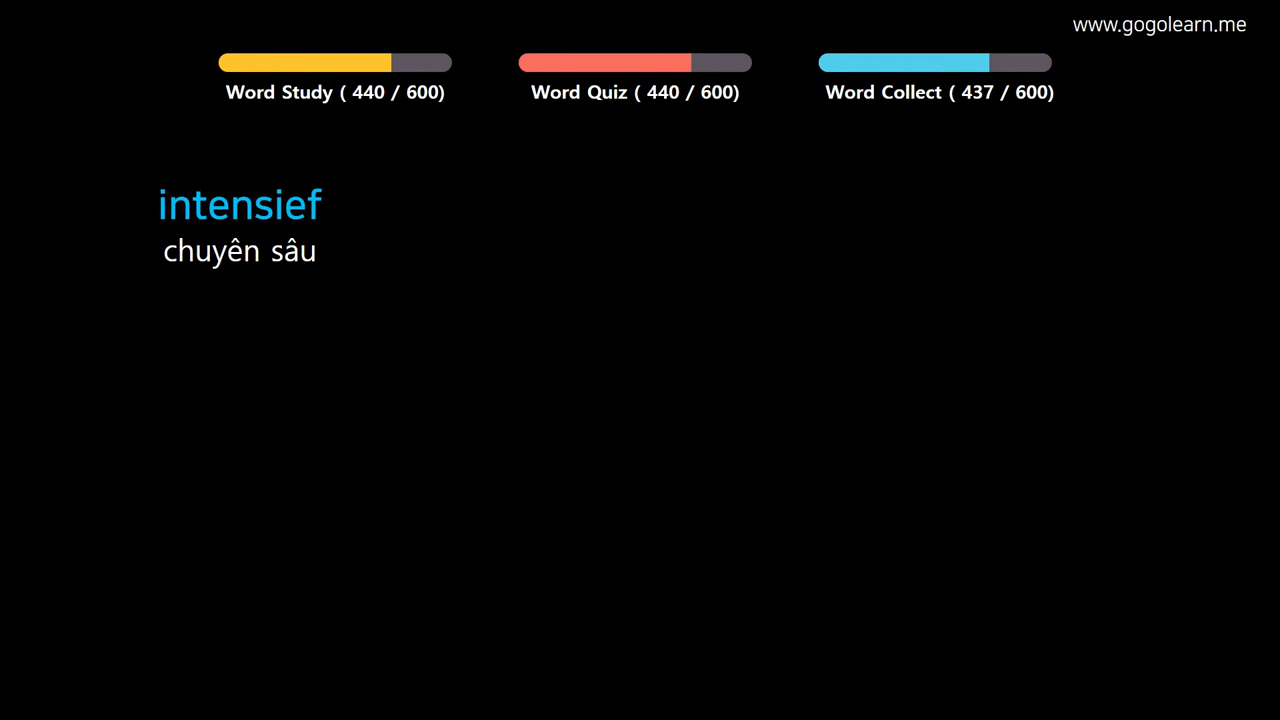 www.gogolearn.me
Word Study ( 440 / 600)
Word Quiz ( 440 / 600)
Word Collect ( 437 / 600)
intensief
chuyên sâu